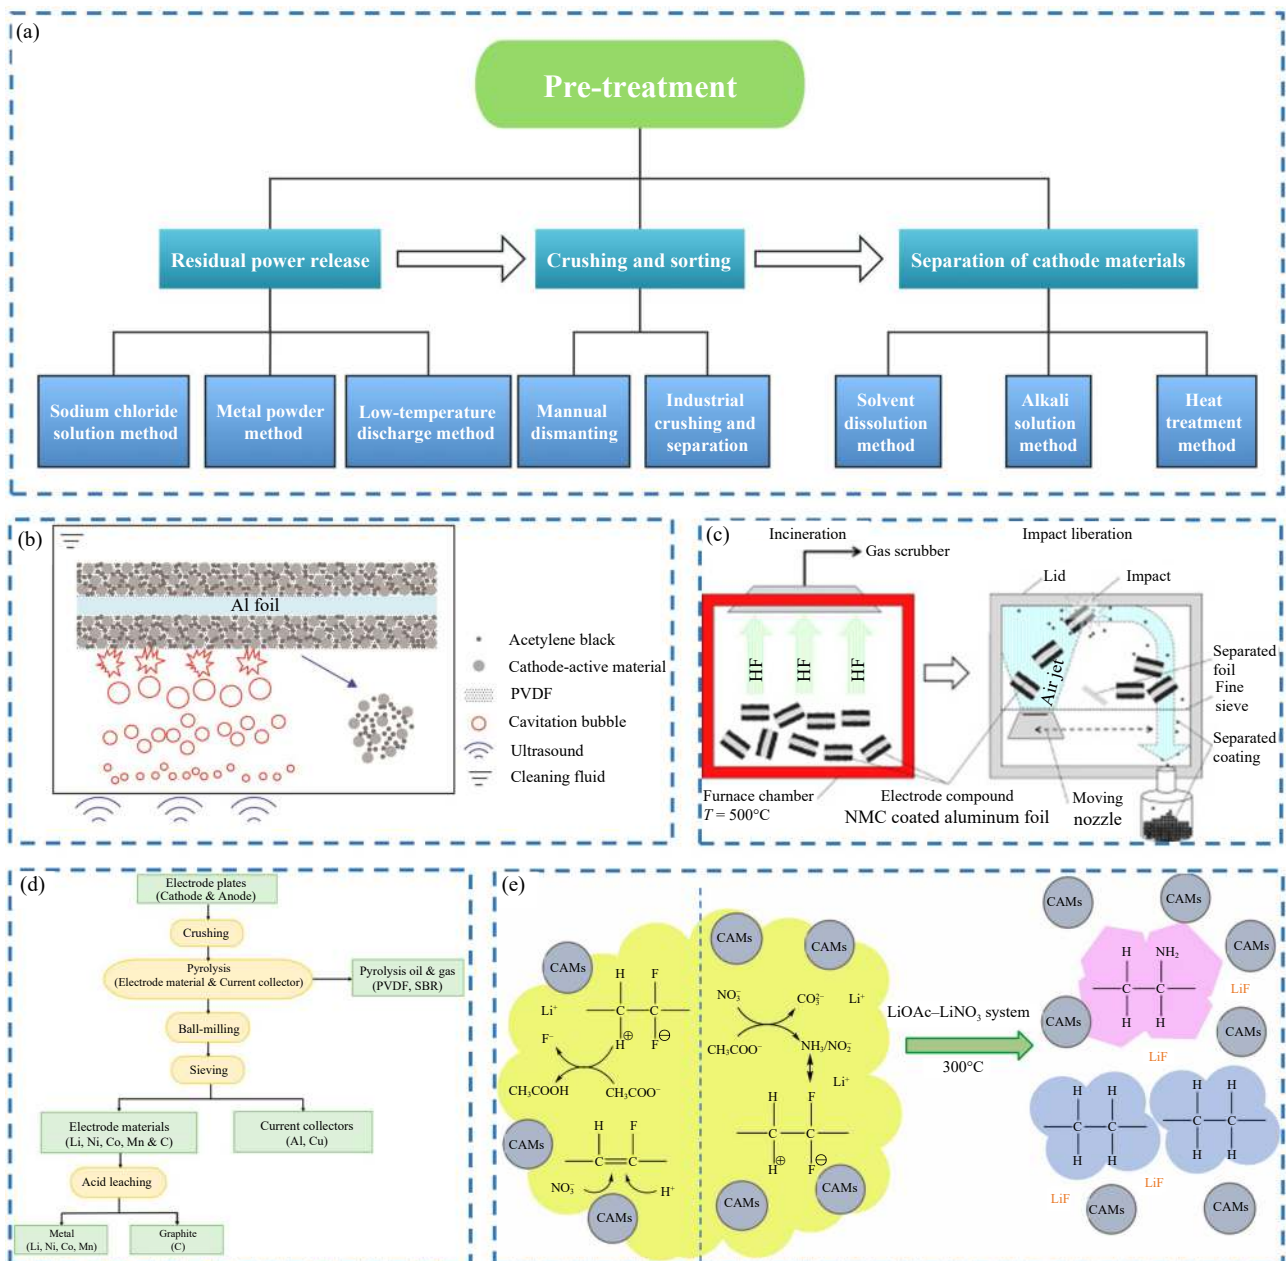 (a)
Pre-treatment
Residual power release
Crushing and sorting
Separation of cathode materials
Sodium chloride
solution method
Metal powder
method
Low-temperature
discharge method
Mannual
dismanting
Industrial
crushing and
separation
Solvent
dissolution
method
Alkali
solution
method
Heat
treatment
method
(b)
Al foil
Acetylene black
Cathode-active material
PVDF
Cavitation bubble
Ultrasound
Cleaning fluid
(c)
Incineration
Gas scrubber
HF
HF
HF
Furnace chamber
T = 500°C
Electrode compound
NMC coated aluminum foil
Impact liberation
Lid
Impact
Air jet
Separated
foil
Fine
sieve
Separated
coating
Moving
nozzle
(d)
Electrode plates
(Cathode & Anode)
Crushing
Pyrolysis
(Electrode material & Current collector)
Pyrolysis oil & gas
(PVDF, SBR)
Ball-milling
Sieving
Electrode materials
(Li, Ni, Co, Mn & C)
Current collectors
(Al, Cu)
Acid leaching
Metal
(Li, Ni, Co, Mn)
Graphite
(C)
(e)
CAMs
H F
Li⁺
C C
F⁻
H F
⊕ ⊖
CH₃COOH
CH₃COO⁻
CAMs
H F
C C
NO₃⁻
H⁺
CAMs
CAMs
CAMs
NO₃⁻
CO₃²⁻
Li⁺
CH₃COO⁻
NH₃/NO₂⁻
Li⁺
H F
C C
H F
⊕ ⊖
CAMs
CAMs
LiOAc–LiNO₃ system
300°C
CAMs
CAMs
CAMs
H NH₂
C C
H H
LiF
CAMs
CAMs
LiF
H H
C C
H H
H H
C C
H H
LiF
LiF
CAMs
CAMs